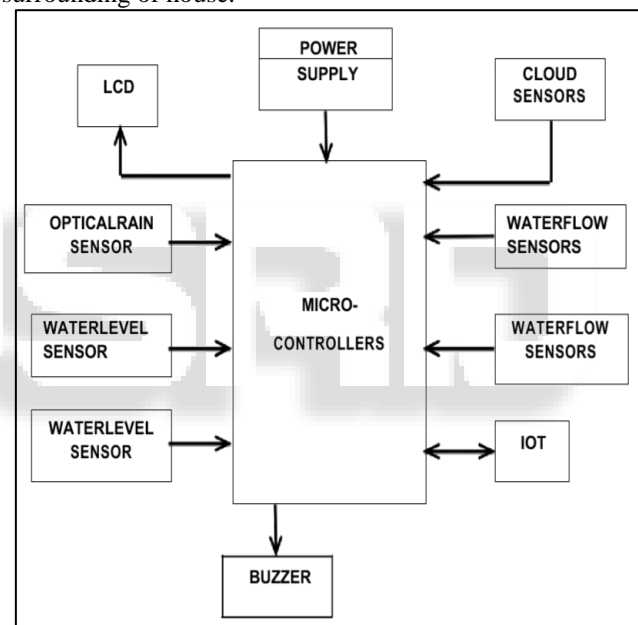 surrounding of house.
POWER
SUPPLY
LCD
CLOUD
SENSORS
OPTICALRAIN
SENSOR
WATERFLOW
SENSORS
MICRO-
CONTROLLERS
WATERLEVEL
SENSOR
WATERFLOW
SENSORS
WATERLEVEL
SENSOR
IOT
BUZZER